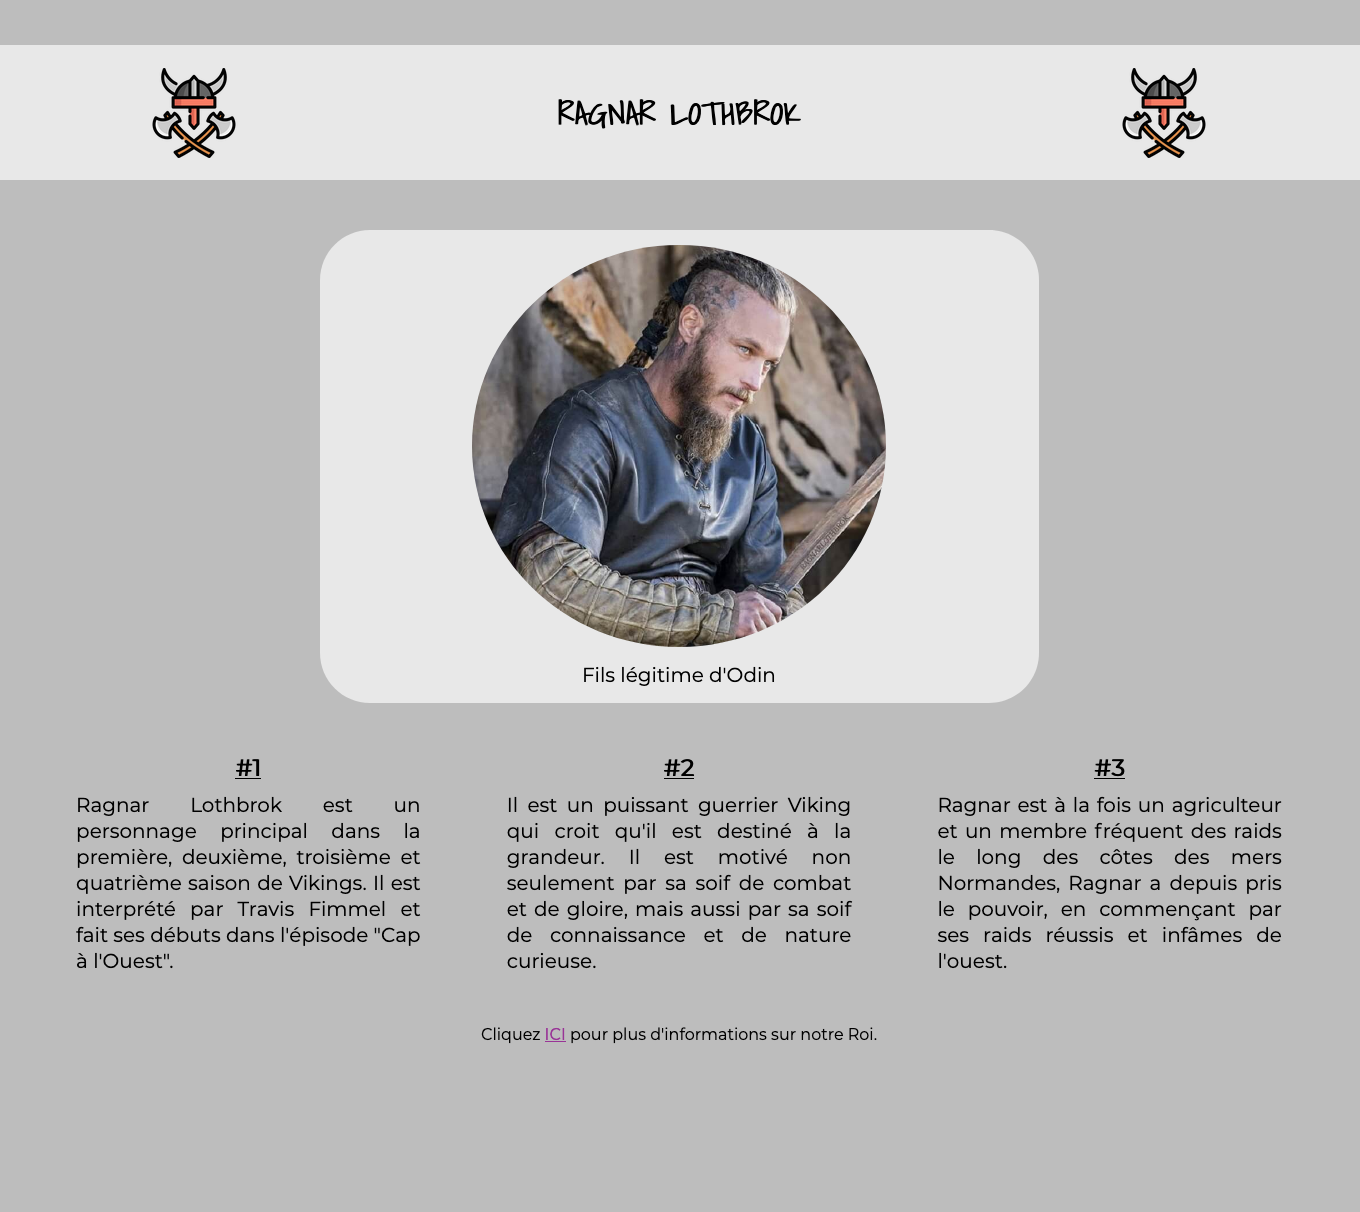 RAGNAR LOTHBROK
Fils légitime d'Odin
#1
Ragnar Lothbrok est un
personnage principal dans la
première, deuxième, troisième et
quatrième saison de Vikings. Il est
interprété par Travis Fimmel et
fait ses débuts dans l'épisode "Cap
à l'Ouest".
#2
Il est un puissant guerrier Viking
qui croit qu'il est destiné à la
grandeur. Il est motivé non
seulement par sa soif de combat
et de gloire, mais aussi par sa soif
de connaissance et de nature
curieuse.
#3
Ragnar est à la fois un agriculteur
et un membre fréquent des raids
le long des côtes des mers
Normandes, Ragnar a depuis pris
le pouvoir, en commençant par
ses raids réussis et infâmes de
l'ouest.
Cliquez ICI pour plus d'informations sur notre Roi.